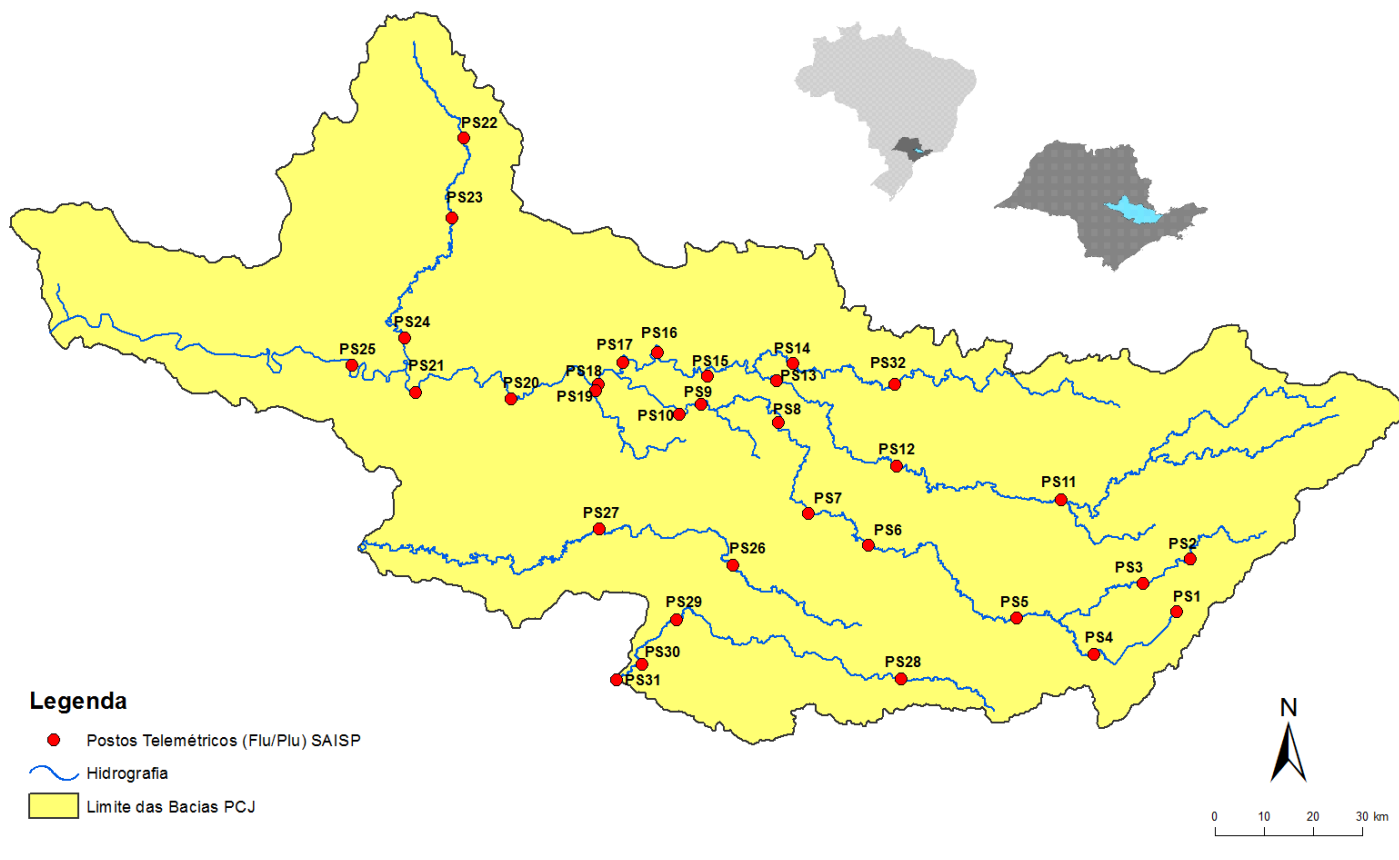 PS22
PS23
PS24
PS25
PS21
PS20
PS18
PS19
PS17
PS16
PS15
PS14
PS13
PS32
PS10
PS9
PS8
PS12
PS11
PS7
PS6
PS27
PS26
PS2
PS3
PS1
PS5
PS4
PS29
PS30
PS31
PS28
Legenda
Postos Telemétricos (Flu/Plu) SAISP
Hidrografia
Limite das Bacias PCJ
N
0 10 20 30 km